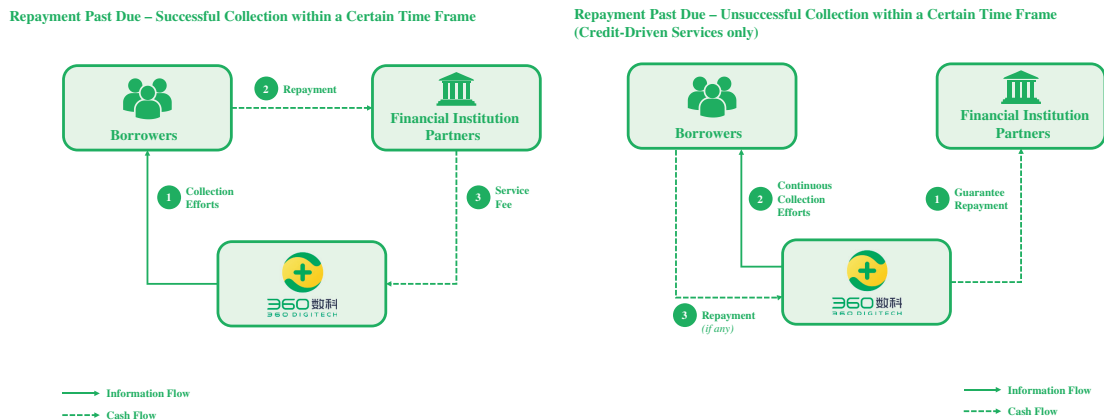 Repayment Past Due – Successful Collection within a Certain Time Frame
Borrowers
2
Repayment
Financial Institution
Partners
1
Collection
Efforts
3
Service
Fee
360数科
360 DIGITECH
Information Flow
Cash Flow
Repayment Past Due – Unsuccessful Collection within a Certain Time Frame
(Credit-Driven Services only)
Borrowers
Financial Institution
Partners
2
Continuous
Collection
Efforts
1
Guarantee
Repayment
360数科
360 DIGITECH
3
Repayment
(if any)
Information Flow
Cash Flow